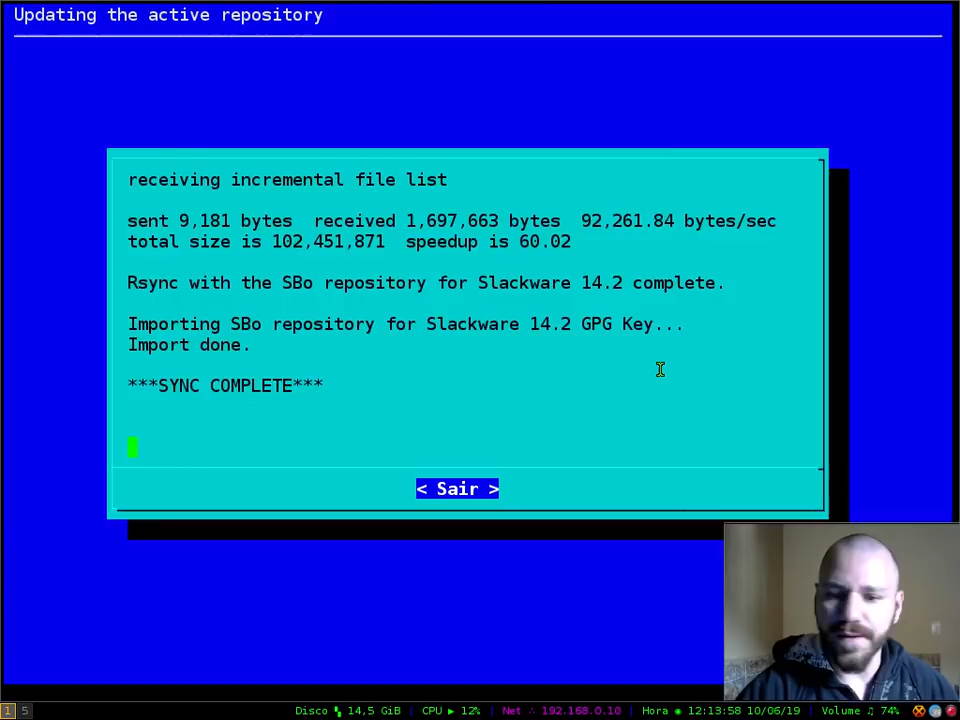 Updating the active repository
receiving incremental file list
sent 9,181 bytes  received 1,697,663 bytes  92,261.84 bytes/sec
total size is 102,451,871  speedup is 60.02
Rsync with the SBo repository for Slackware 14.2 complete.
Importing SBo repository for Slackware 14.2 GPG Key...
Import done.
***SYNC COMPLETE***
< Sair >
1 5 Disco ▚ 14,5 GiB | CPU ▶ 12% | Net ∴ 192.168.0.10 | Hora ◉ 12:13:58 10/06/19 | Volume ♫ 74%